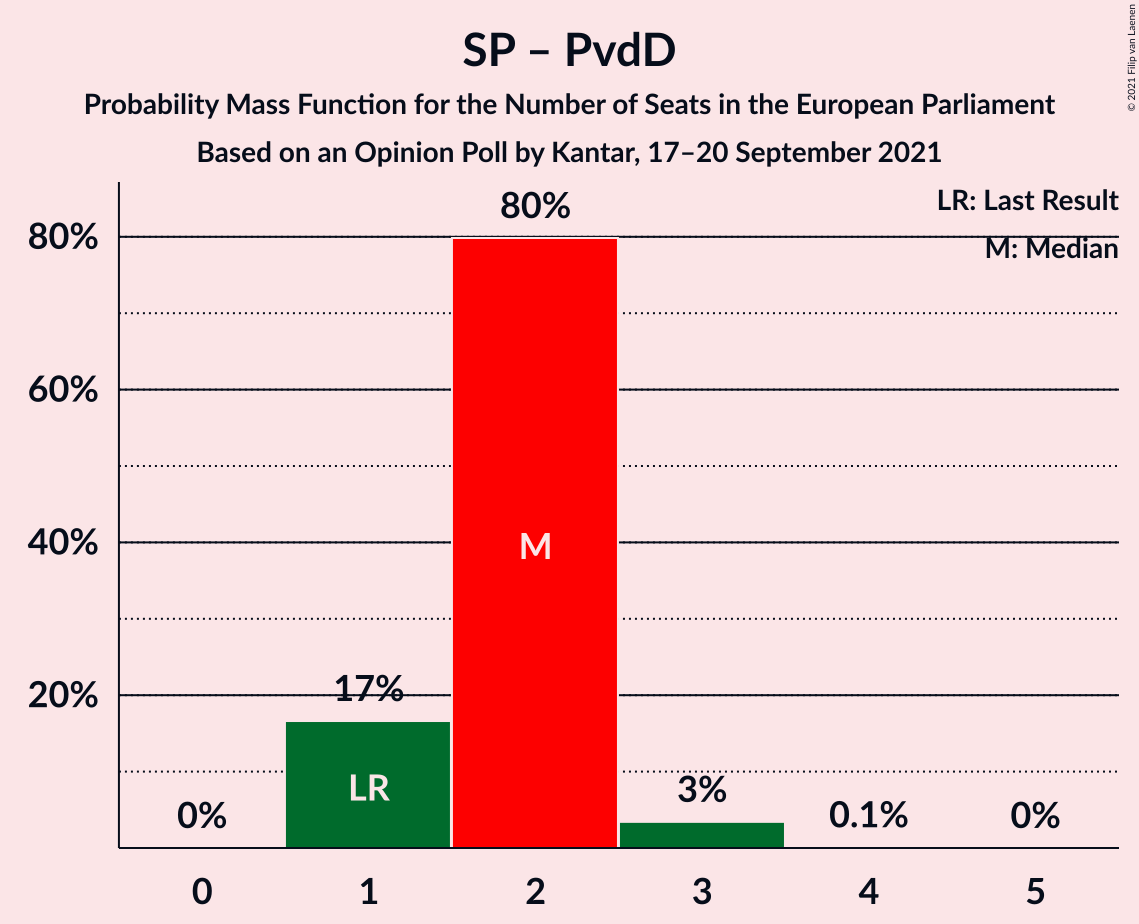 SP – PvdD
Probability Mass Function for the Number of Seats in the European Parliament
Based on an Opinion Poll by Kantar, 17–20 September 2021
© 2021 Filip van Laenen
LR: Last Result
M: Median
80%
60%
40%
20%
0%
17%
80%
3%
0.1%
0%
LR
M
0 1 2 3 4 5